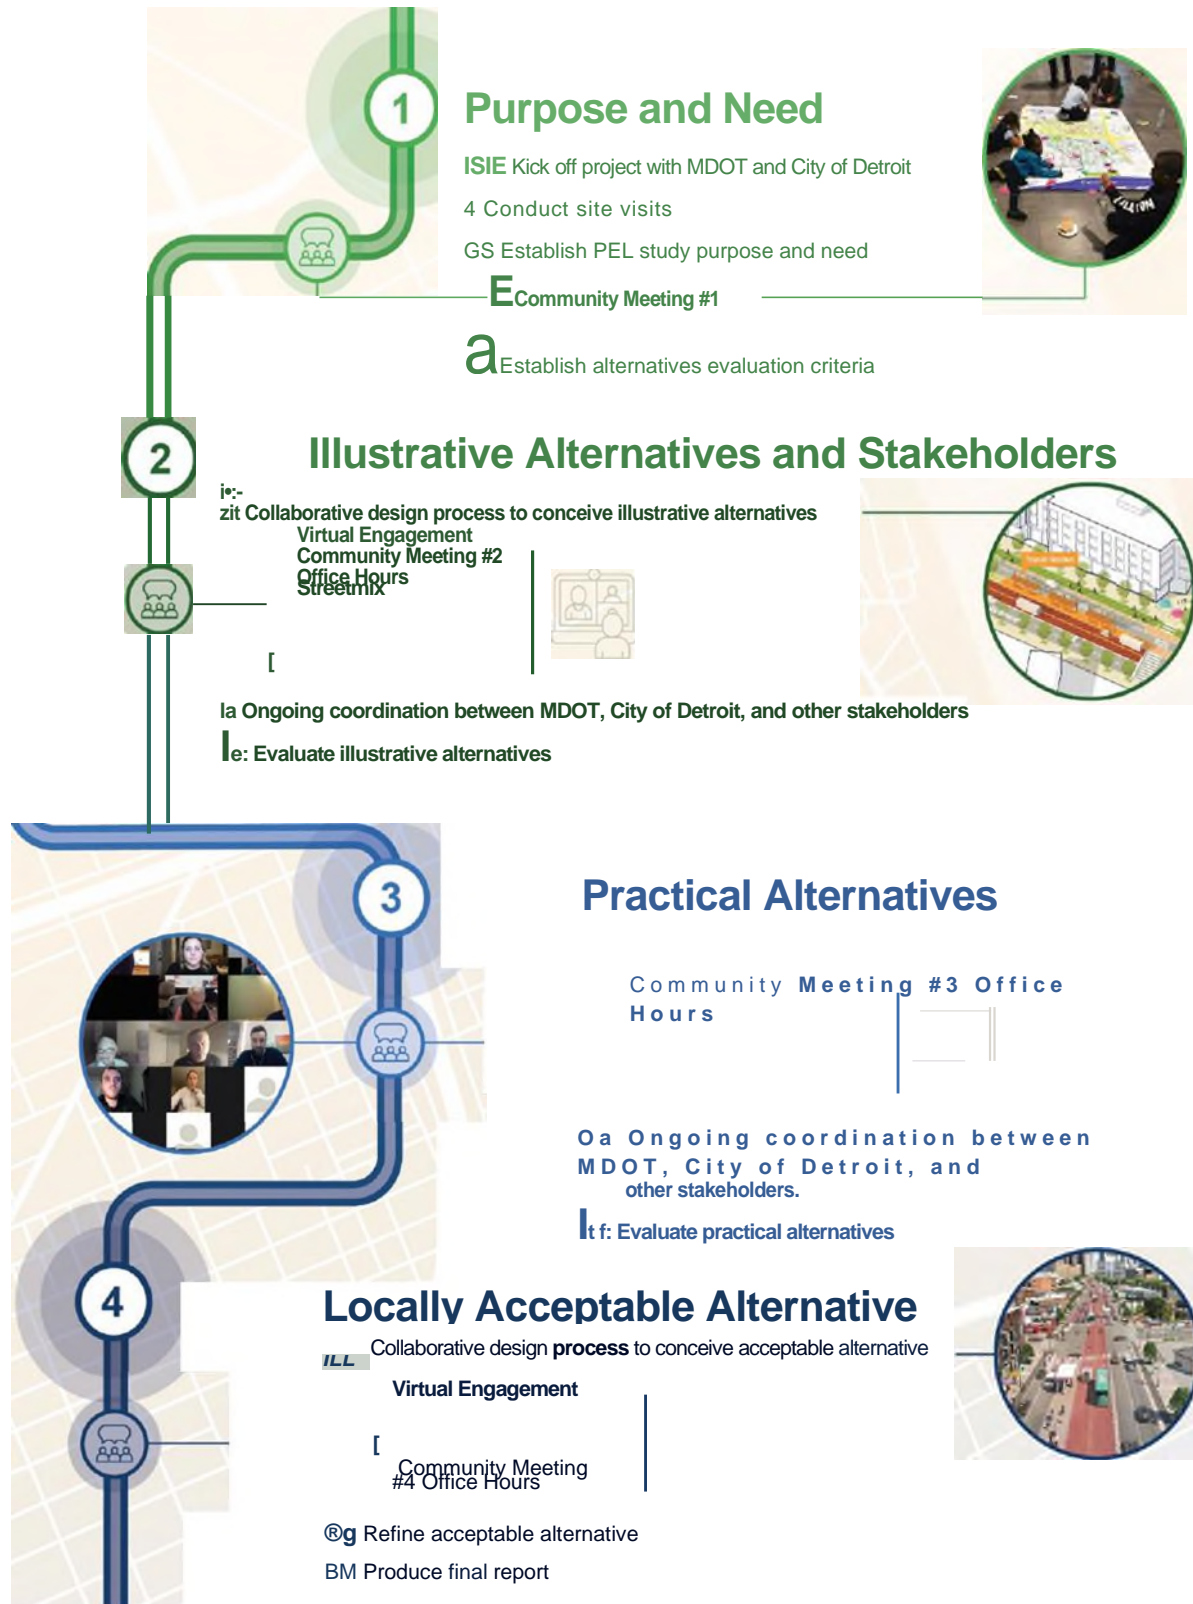 1
Purpose and Need
ISIE Kick off project with MDOT and City of Detroit
4 Conduct site visits
GS Establish PEL study purpose and need
ECommunity Meeting #1
aEstablish alternatives evaluation criteria
2
Illustrative Alternatives and Stakeholders
i•:-
zit Collaborative design process to conceive illustrative alternatives
Virtual Engagement
Community Meeting #2
Office Hours
Streetmix
[
la Ongoing coordination between MDOT, City of Detroit, and other stakeholders
Ie: Evaluate illustrative alternatives
3
Practical Alternatives
Community Meeting #3 Office
Hours
Oa Ongoing coordination between
MDOT, City of Detroit, and
other stakeholders.
It f: Evaluate practical alternatives
4
Locally Acceptable Alternative
ILL Collaborative design process to conceive acceptable alternative
Virtual Engagement
[
Community Meeting
#4 Office Hours
®g Refine acceptable alternative
BM Produce final report